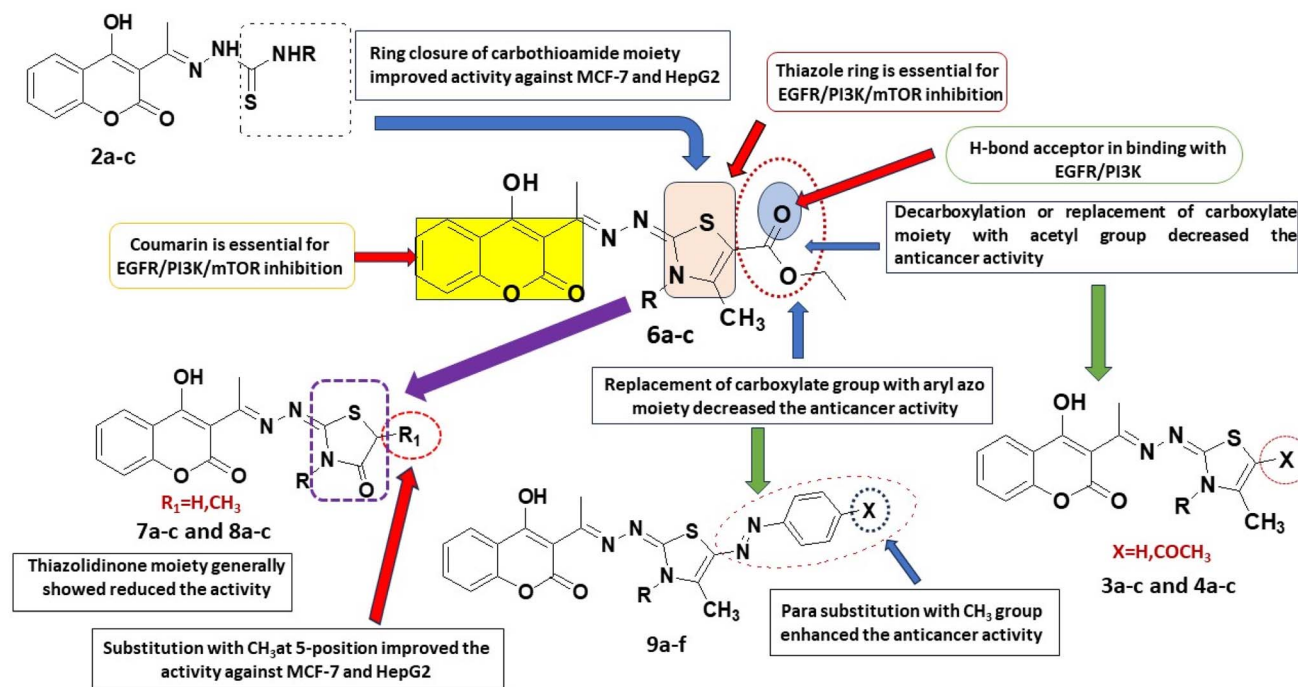 OH
N
NH
NHR
S
O
O
2a-c
Ring closure of carbothioamide moiety
improved activity against MCF-7 and HepG2
Thiazole ring is essential for
EGFR/PI3K/mTOR inhibition
H-bond acceptor in binding with
EGFR/PI3K
Decarboxylation or replacement of carboxylate
moiety with acetyl group decreased the
anticancer activity
Coumarin is essential for
EGFR/PI3K/mTOR inhibition
OH
N
N
S
O
O
N
R
CH3
O
O
6a-c
Replacement of carboxylate group with aryl azo
moiety decreased the anticancer activity
OH
N
N
S
R1
N
R
O
O
O
R1=H,CH3
7a-c and 8a-c
Thiazolidinone moiety generally
showed reduced the activity
Substitution with CH3at 5-position improved the
activity against MCF-7 and HepG2
OH
N
N
S
N
N
X
O
O
N
R
CH3
9a-f
Para substitution with CH3 group
enhanced the anticancer activity
OH
N
N
S
X
O
O
N
R
CH3
X=H,COCH3
3a-c and 4a-c